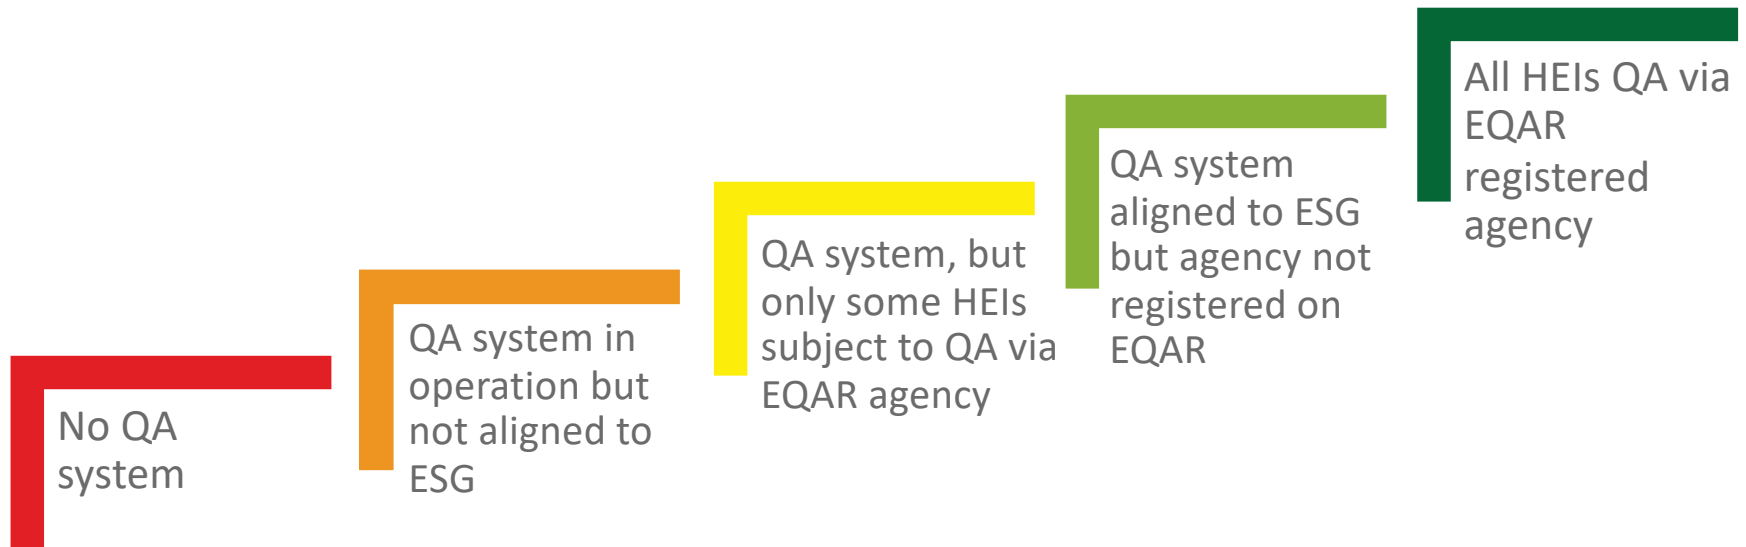 No QA
system
QA system in
operation but
not aligned to
ESG
QA system, but
only some HEIs
subject to QA via
EQAR agency
QA system
aligned to ESG
but agency not
registered on
EQAR
All HEIs QA via
EQAR
registered
agency